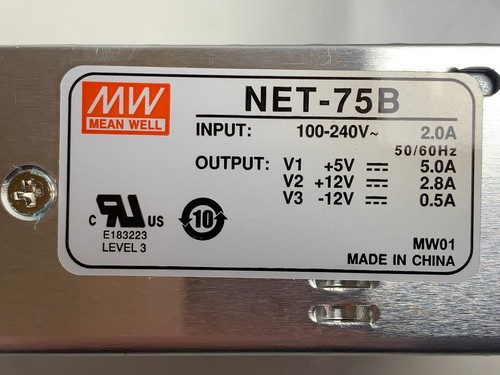 MW
MEAN WELL
NET-75B
INPUT: 100-240V~ 2.0A
50/60Hz
OUTPUT: V1 +5V ⎓ 5.0A
V2 +12V ⎓ 2.8A
V3 -12V ⎓ 0.5A
c RU US
E183223
LEVEL 3
10
MW01
MADE IN CHINA